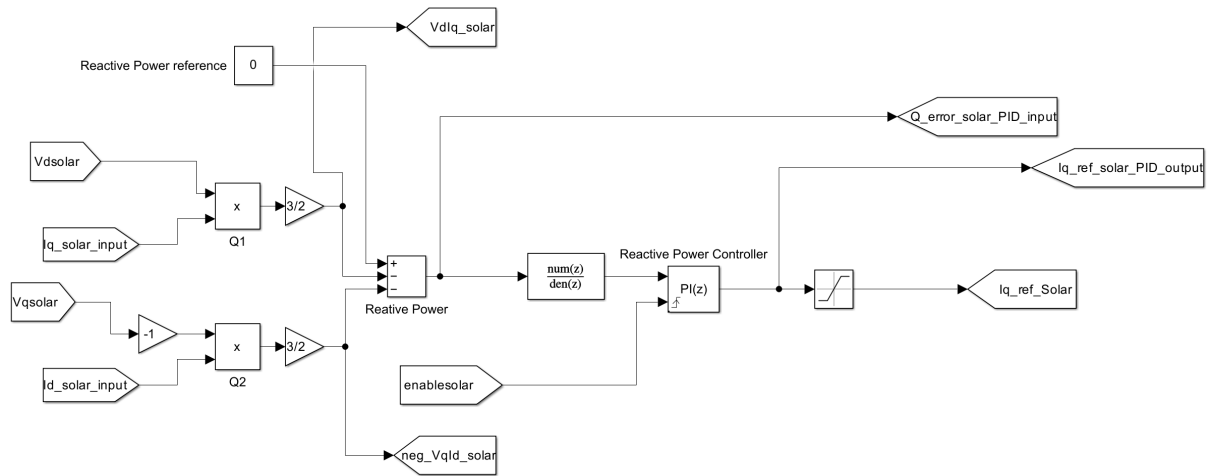 VdIq_solar
Reactive Power reference
0
Q_error_solar_PID_input
Vdsolar
Iq_ref_solar_PID_output
x
3/2
Iq_solar_input
Q1
Reactive Power Controller
+
−
−
num(z)
den(z)
PI(z)
Iq_ref_Solar
Vqsolar
Reative Power
-1
x
3/2
Id_solar_input
Q2
enablesolar
neg_VqId_solar